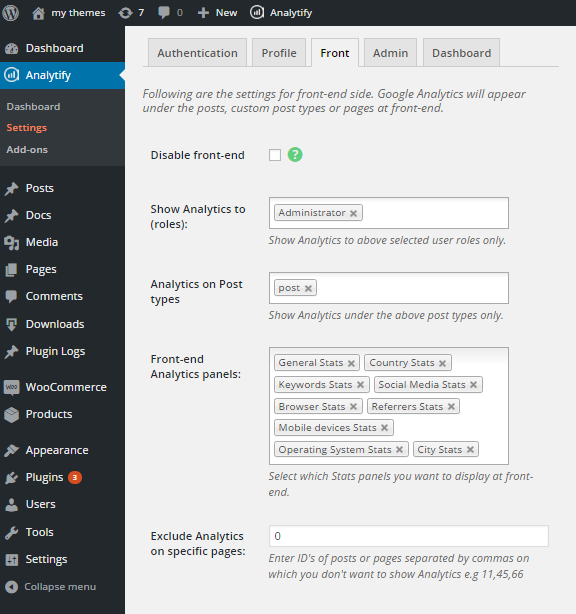 my themes 7 0 + New Analytify
Dashboard
Analytify
Dashboard
Settings
Add-ons
Posts
Docs
Media
Pages
Comments
Downloads
Plugin Logs
WooCommerce
Products
Appearance
Plugins 3
Users
Tools
Settings
Collapse menu
Authentication Profile Front Admin Dashboard
Following are the settings for front-end side. Google Analytics will appear
under the posts, custom post types or pages at front-end.
Disable front-end ?
Show Analytics to
(roles):
Administrator ×
Show Analytics to above selected user roles only.
Analytics on Post
types
post ×
Show Analytics under the above post types only.
Front-end
Analytics panels:
General Stats × Country Stats ×
Keywords Stats × Social Media Stats ×
Browser Stats × Referrers Stats ×
Mobile devices Stats ×
Operating System Stats × City Stats ×
Select which Stats panels you want to display at front-
end.
Exclude Analytics
on specific pages:
0
Enter ID's of posts or pages separated by commas on
which you don't want to show Analytics e.g 11,45,66